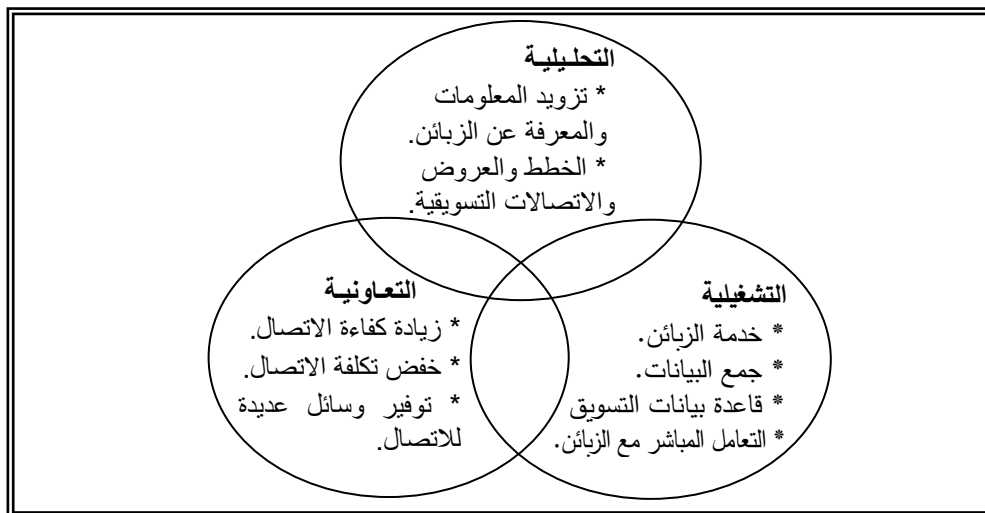 التحليلية
* تزويد المعلومات
والمعرفة عن الزبائن.
* الخطط والعروض
والاتصالات التسويقية.
التشغيلية
* خدمة الزبائن.
* جمع البيانات.
* قاعدة بيانات التسويق
* التعامل المباشر مع الزبائن.
التعاونية
* زيادة كفاءة الاتصال.
* خفض تكلفة الاتصال.
* توفير وسائل عديدة
للاتصال.